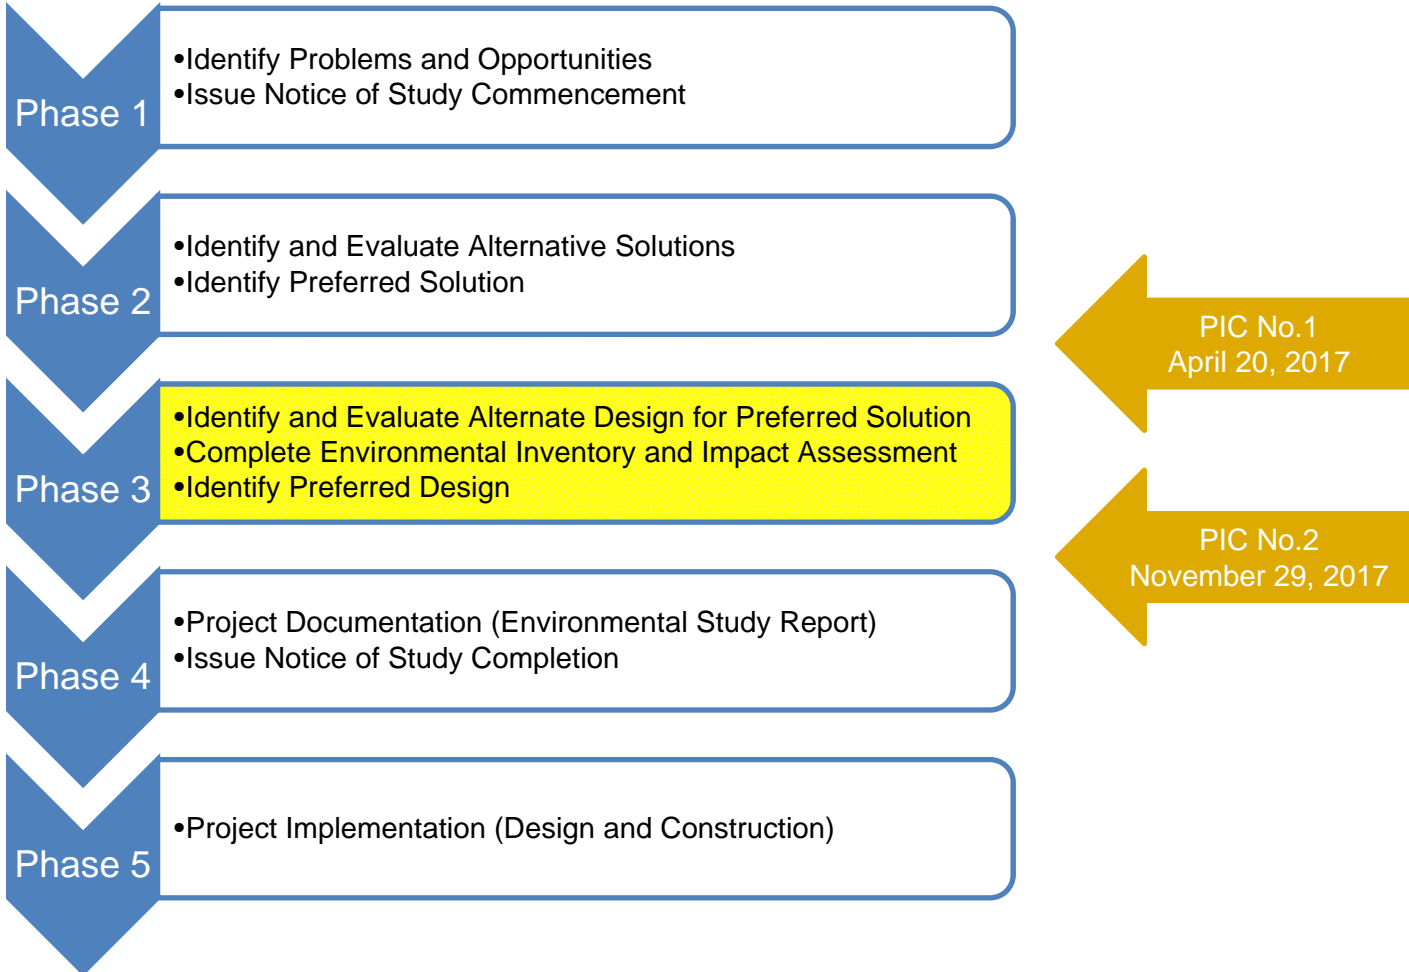 Phase 1
•Identify Problems and Opportunities
•Issue Notice of Study Commencement
Phase 2
•Identify and Evaluate Alternative Solutions
•Identify Preferred Solution
PIC No.1
April 20, 2017
Phase 3
•Identify and Evaluate Alternate Design for Preferred Solution
•Complete Environmental Inventory and Impact Assessment
•Identify Preferred Design
PIC No.2
November 29, 2017
Phase 4
•Project Documentation (Environmental Study Report)
•Issue Notice of Study Completion
Phase 5
•Project Implementation (Design and Construction)